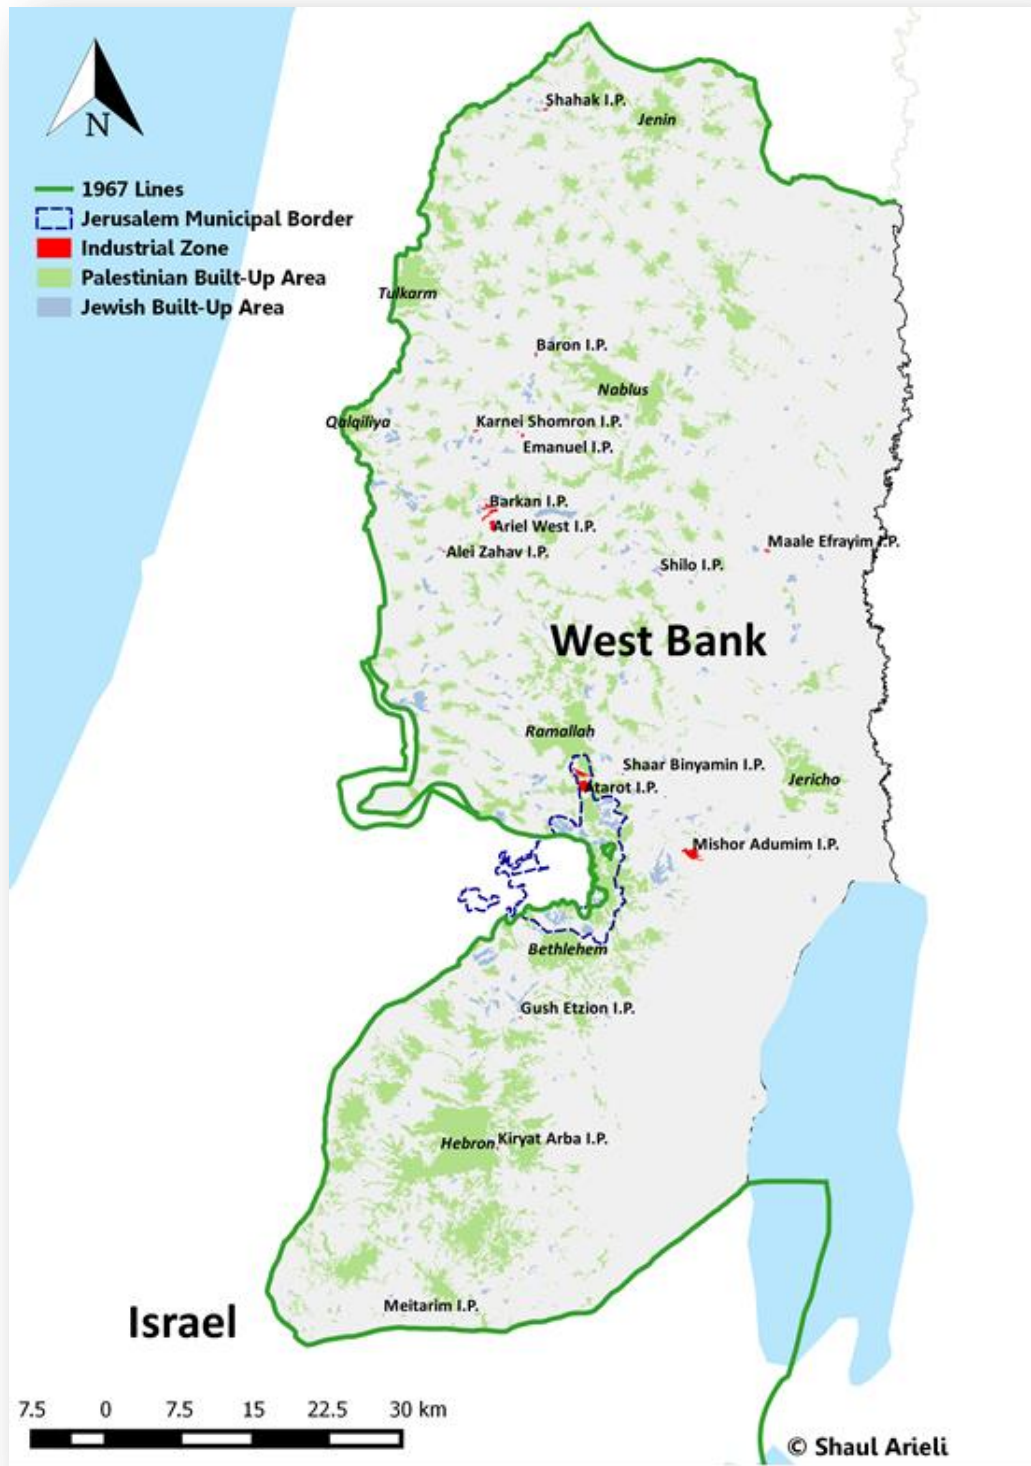 N
1967 Lines
Jerusalem Municipal Border
Industrial Zone
Palestinian Built-Up Area
Jewish Built-Up Area
Shahak I.P.
Jenin
Tulkarm
Baron I.P.
Nablus
Qalqiliya
Karnei Shomron I.P.
Emanuel I.P.
Barkan I.P.
Ariel West I.P.
Maale Efrayim I.P.
Alei Zahav I.P.
Shilo I.P.
West Bank
Ramallah
Shaar Binyamin I.P.
Jericho
Atarot I.P.
Mishor Adumim I.P.
Bethlehem
Gush Etzion I.P.
Hebron
Kiryat Arba I.P.
Meitarim I.P.
Israel
7.5 0 7.5 15 22.5 30 km
© Shaul Arieli